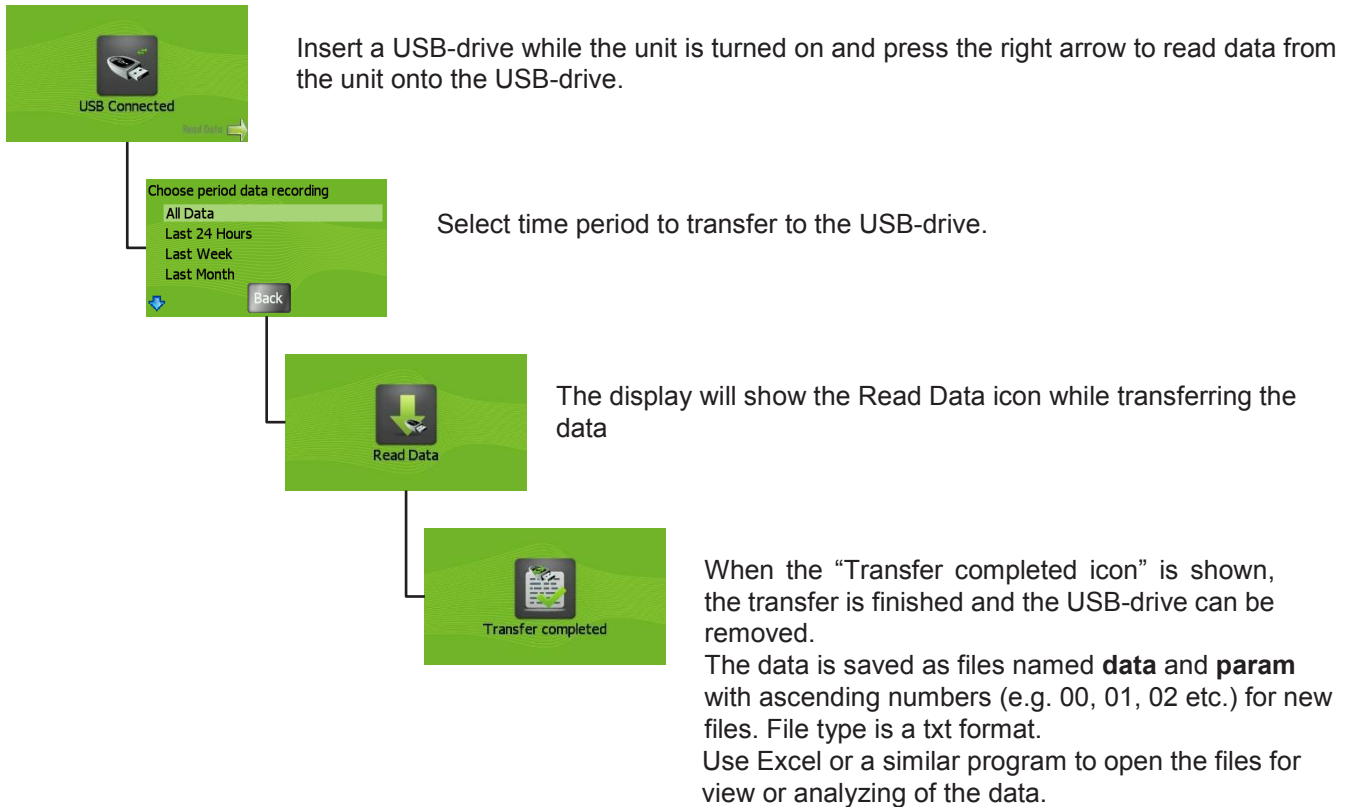 Insert a USB-drive while the unit is turned on and press the right arrow to read data from
the unit onto the USB-drive.
USB Connected
Read Data
Choose period data recording
All Data
Last 24 Hours
Last Week
Last Month
Back
Select time period to transfer to the USB-drive.
The display will show the Read Data icon while transferring the
data
Read Data
When the “Transfer completed icon” is shown,
the transfer is finished and the USB-drive can be
removed.
The data is saved as files named data and param
with ascending numbers (e.g. 00, 01, 02 etc.) for new
files. File type is a txt format.
Use Excel or a similar program to open the files for
view or analyzing of the data.
Transfer completed